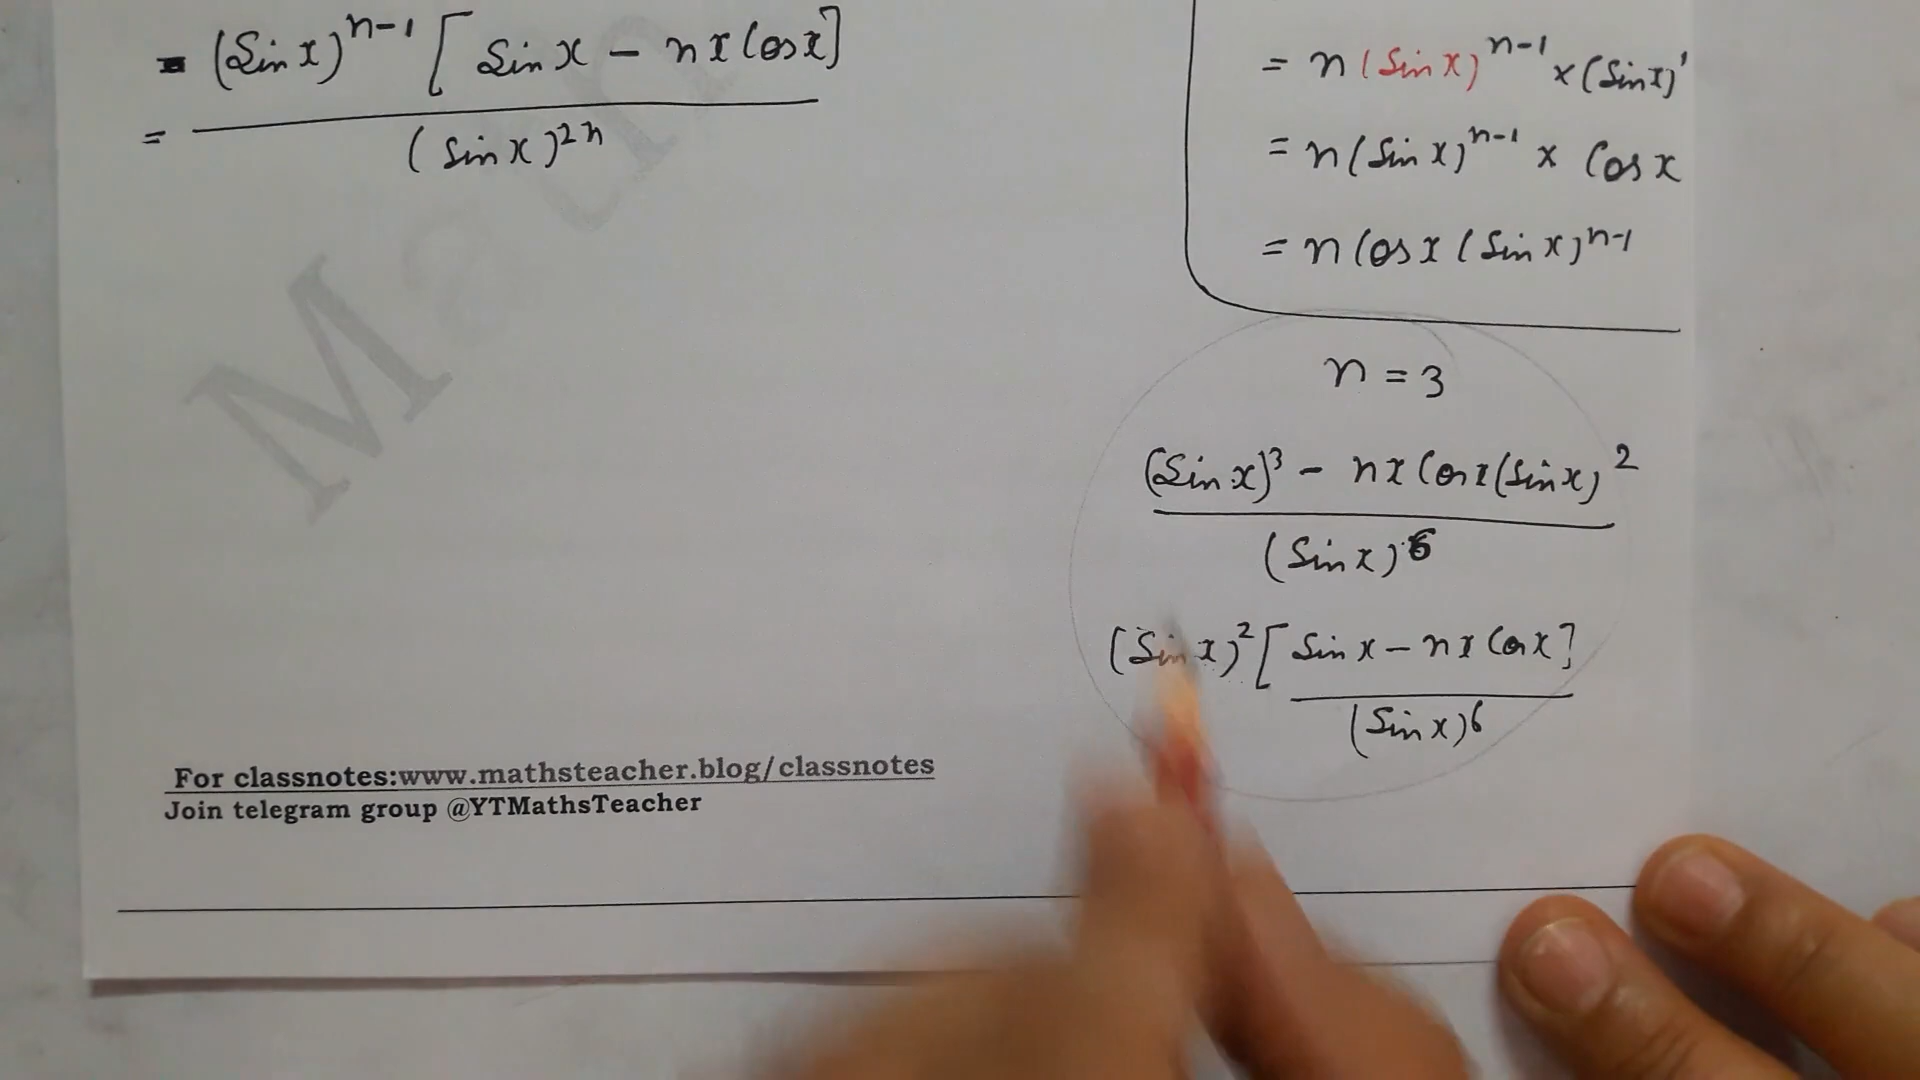 = (Sin x)^{n-1} [ Sin x - n x Cos x]
= (Sin x)^{2n}
= n (Sin x)^{n-1} × (Sin x)'
= n (Sin x)^{n-1} × Cos x
= n Cos x (Sin x)^{n-1}
n = 3
(Sin x)^3 - n x Cos x (Sin x)^2
(Sin x)^6
(Sin x)^2 [ Sin x - n x Cos x ]
(Sin x)^6
Math
For classnotes:www.mathsteacher.blog/classnotes
Join telegram group @YTMathsTeacher